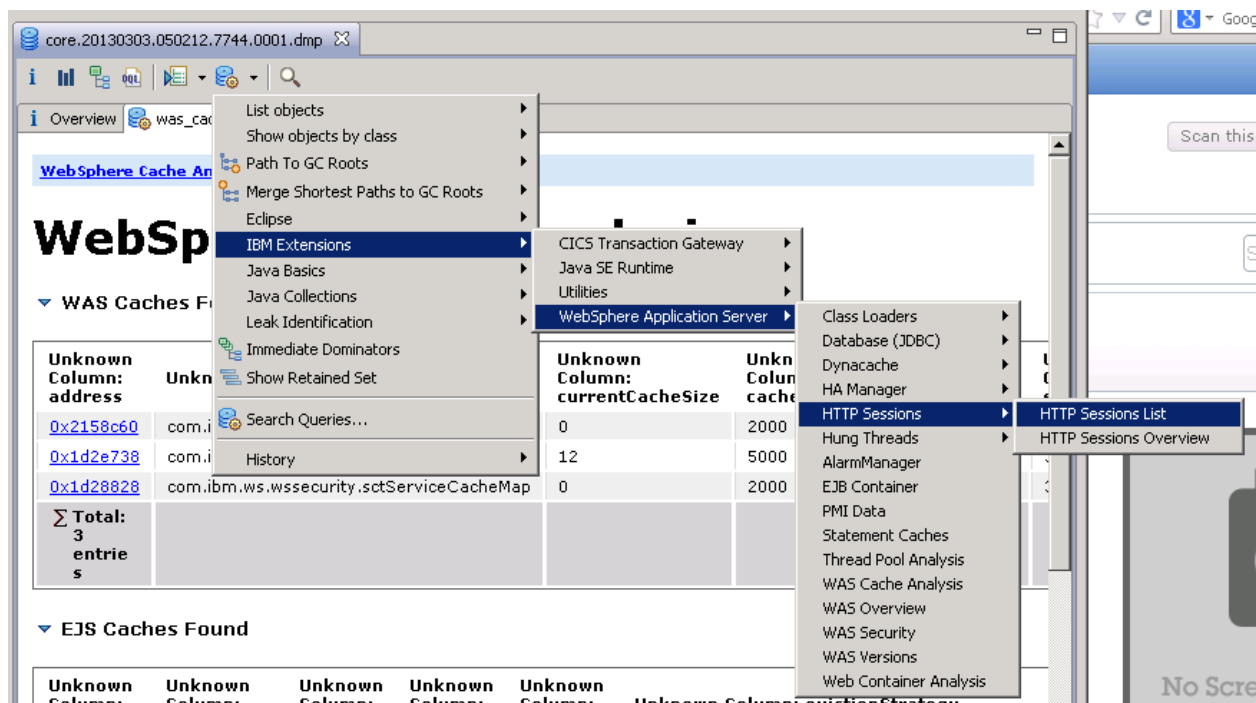 core.20130303.050212.7744.0001.dmp
Goog
i OQL
i Overview was_cac
Scan this
WebSphere Cache An
WebSp
WAS Caches F
List objects
Show objects by class
Path To GC Roots
Merge Shortest Paths to GC Roots
Eclipse
IBM Extensions
Java Basics
Java Collections
Leak Identification
Immediate Dominators
Show Retained Set
Search Queries...
History
CICS Transaction Gateway
Java SE Runtime
Utilities
WebSphere Application Server
Class Loaders
Database (JDBC)
Dynacache
HA Manager
HTTP Sessions
Hung Threads
AlarmManager
EJB Container
PMI Data
Statement Caches
Thread Pool Analysis
WAS Cache Analysis
WAS Overview
WAS Security
WAS Versions
Web Container Analysis
HTTP Sessions List
HTTP Sessions Overview
Unknown Column: address
Unkn
Unknown Column: currentCacheSize
Unkn Colum cache
0x2158c60 com.i 0 2000
0x1d2e738 com.i 12 5000
0x1d28828 com.ibm.ws.wssecurity.sctServiceCacheMap 0 2000
∑ Total: 3 entries
EJS Caches Found
Unknown Unknown Unknown Unknown Unknown
Column: Column: Column: Column: Column: Unknown Column: evictionStrategy
No Scre